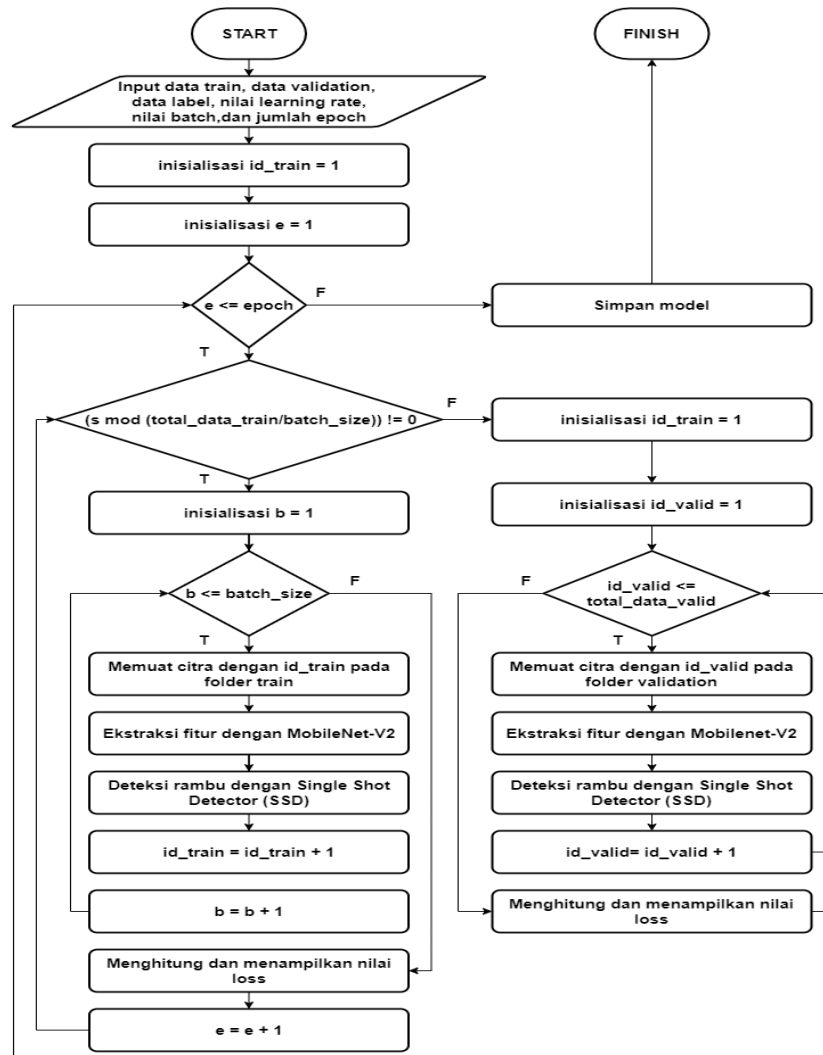 START
FINISH
Input data train, data validation,
data label, nilai learning rate,
nilai batch,dan jumlah epoch
inisialisasi id_train = 1
inisialisasi e = 1
e <= epoch
F
Simpan model
T
(s mod (total_data_train/batch_size)) != 0
F
inisialisasi id_train = 1
T
inisialisasi b = 1
inisialisasi id_valid = 1
b <= batch_size
F
F
id_valid <=
total_data_valid
T
T
Memuat citra dengan id_train pada
folder train
Memuat citra dengan id_valid pada
folder validation
Ekstraksi fitur dengan MobileNet-V2
Ekstraksi fitur dengan Mobilenet-V2
Deteksi rambu dengan Single Shot
Detector (SSD)
Deteksi rambu dengan Single Shot
Detector (SSD)
id_train = id_train + 1
id_valid= id_valid + 1
b = b + 1
Menghitung dan menampilkan nilai
loss
Menghitung dan menampilkan nilai
loss
e = e + 1